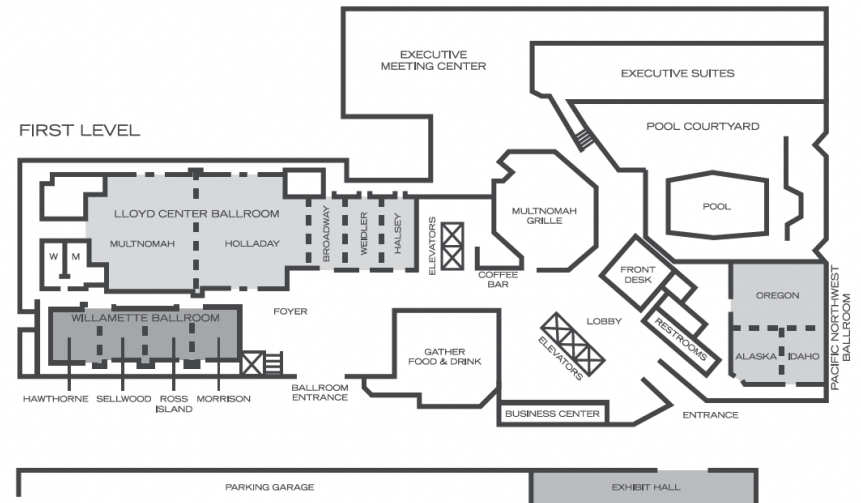 EXECUTIVE
MEETING CENTER
EXECUTIVE SUITES
FIRST LEVEL
POOL COURTYARD
LLOYD CENTER BALLROOM
MULTNOMAH
HOLLADAY
BROADWAY
WEIDLER
HALSEY
ELEVATORS
MULTNOMAH
GRILLE
POOL
W
M
COFFEE
BAR
FRONT
DESK
OREGON
WILLAMETTE BALLROOM
FOYER
LOBBY
RESTROOMS
ALASKA
IDAHO
PACIFIC NORTHWEST
BALLROOM
GATHER
FOOD & DRINK
ELEVATORS
HAWTHORNE
SELLWOOD
ROSS
ISLAND
MORRISON
BALLROOM
ENTRANCE
BUSINESS CENTER
ENTRANCE
PARKING GARAGE
EXHIBIT HALL